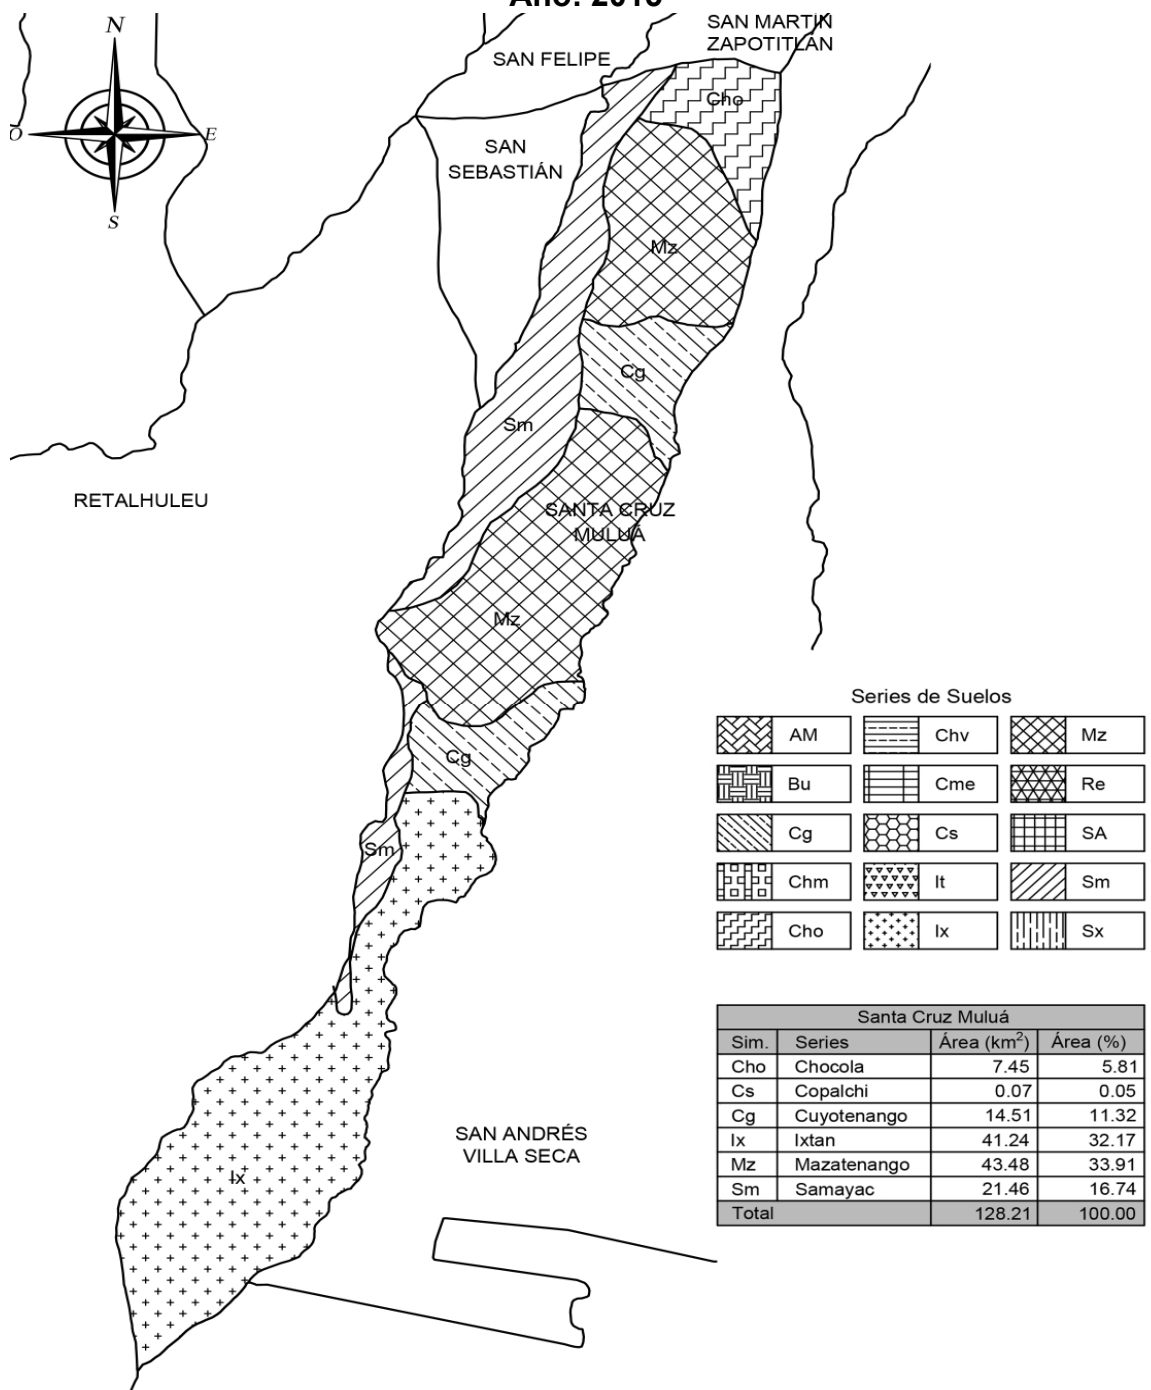 Año: 2015
N
O
E
S
SAN MARTIN
ZAPOTITLÁN
SAN FELIPE
Cho
SAN
SEBASTIÁN
Mz
Cg
Sm
RETALHULEU
SANTA CRUZ
MULUÁ
Mz
Cg
Sm
Ix
SAN ANDRÉS
VILLA SECA
Series de Suelos
AM Chv Mz
Bu Cme Re
Cg Cs SA
Chm It Sm
Cho Ix Sx
Santa Cruz Muluá
Sim. Series Área (km²) Área (%)
Cho Chocola 7.45 5.81
Cs Copalchi 0.07 0.05
Cg Cuyotenango 14.51 11.32
Ix Ixtan 41.24 32.17
Mz Mazatenango 43.48 33.91
Sm Samayac 21.46 16.74
Total 128.21 100.00